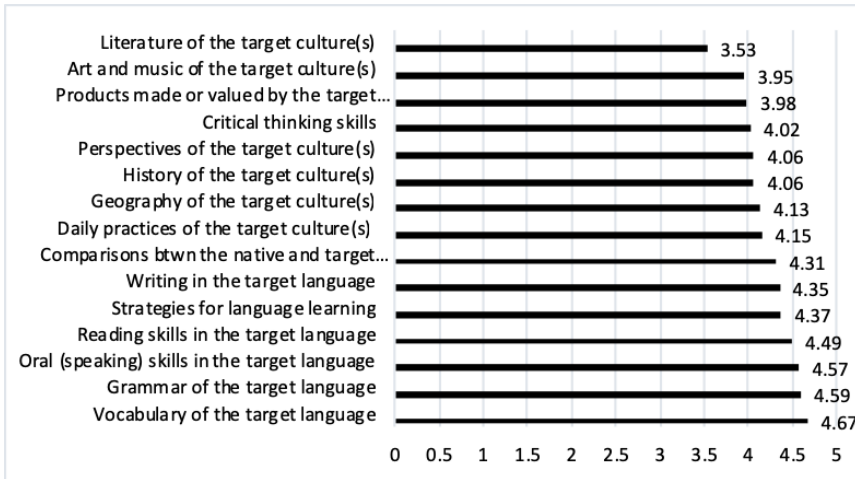 Literature of the target culture(s) 3.53
Art and music of the target culture(s) 3.95
Products made or valued by the target... 3.98
Critical thinking skills 4.02
Perspectives of the target culture(s) 4.06
History of the target culture(s) 4.06
Geography of the target culture(s) 4.13
Daily practices of the target culture(s) 4.15
Comparisons btwn the native and target... 4.31
Writing in the target language 4.35
Strategies for language learning 4.37
Reading skills in the target language 4.49
Oral (speaking) skills in the target language 4.57
Grammar of the target language 4.59
Vocabulary of the target language 4.67
0 0.5 1 1.5 2 2.5 3 3.5 4 4.5 5